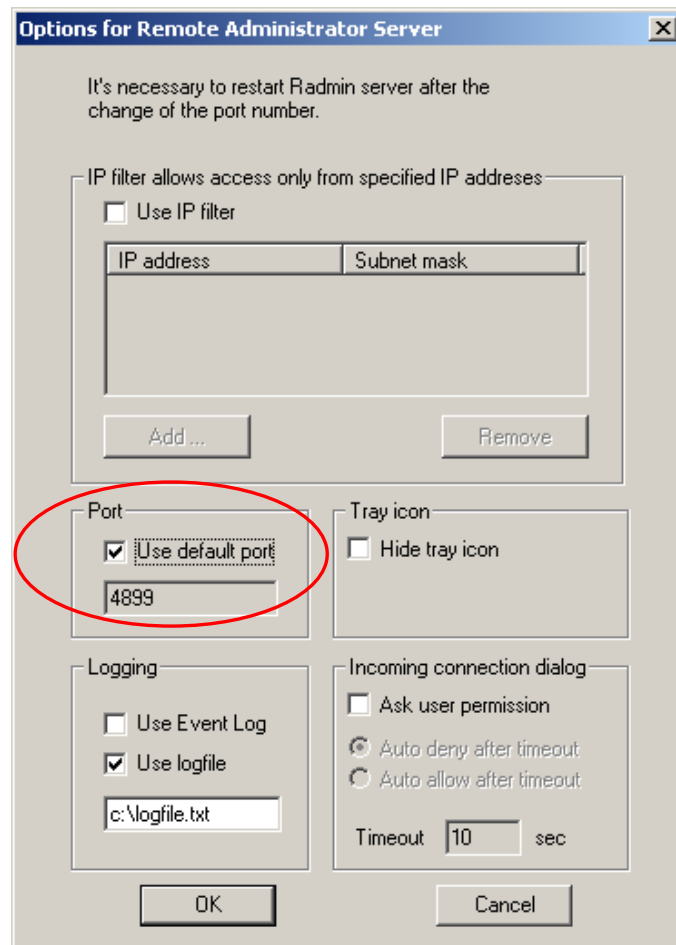 Options for Remote Administrator Server
It's necessary to restart Radmin server after the
change of the port number.
IP filter allows access only from specified IP addreses
Use IP filter
IP address Subnet mask
Add ... Remove
Port
Use default port
4899
Tray icon
Hide tray icon
Logging
Use Event Log
Use logfile
c:\logfile.txt
Incoming connection dialog
Ask user permission
Auto deny after timeout
Auto allow after timeout
Timeout 10 sec
OK Cancel